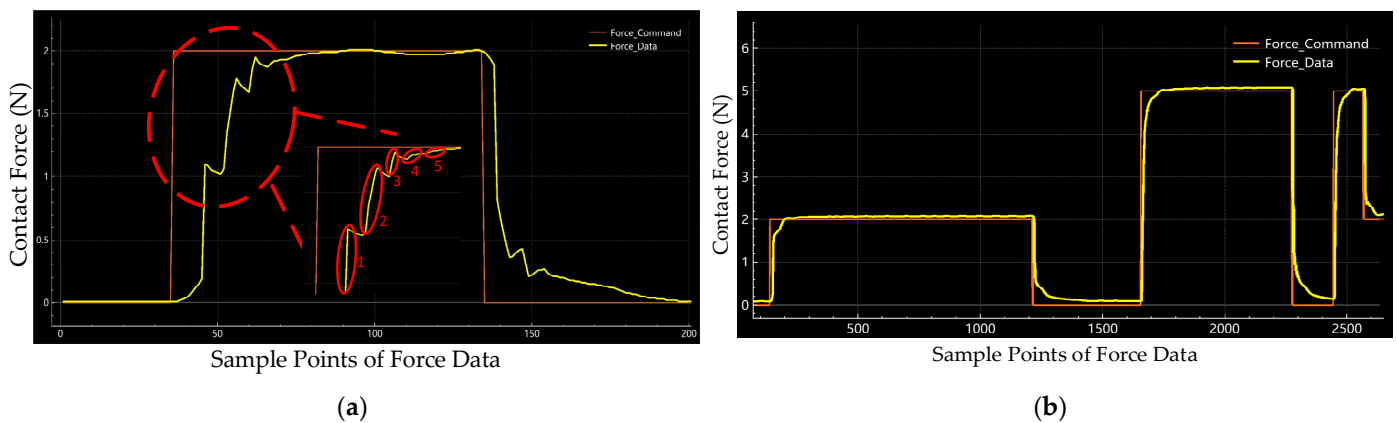 Force_Command
Force_Data
Contact Force (N)
2
1.5
1
0.5
0
1
2
3
4
5
0 50 100 150 200
Sample Points of Force Data
(a)
Force_Command
Force_Data
Contact Force (N)
6
5
4
3
2
1
0
500 1000 1500 2000 2500
Sample Points of Force Data
(b)